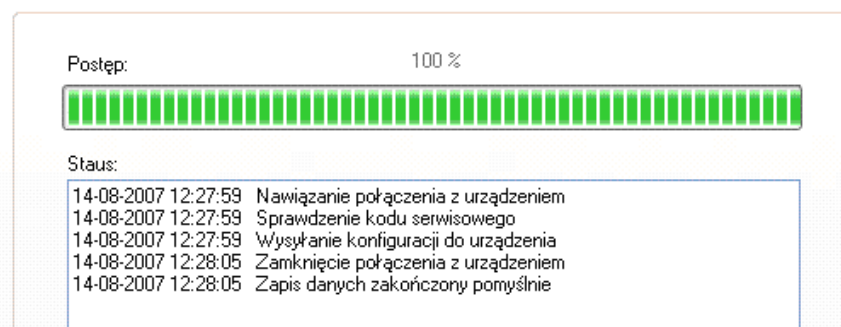 Postęp:
100 %
Staus:
14-08-2007 12:27:59 Nawiązanie połączenia z urządzeniem
14-08-2007 12:27:59 Sprawdzenie kodu serwisowego
14-08-2007 12:27:59 Wysyłanie konfiguracji do urządzenia
14-08-2007 12:28:05 Zamknięcie połączenia z urządzeniem
14-08-2007 12:28:05 Zapis danych zakończony pomyślnie